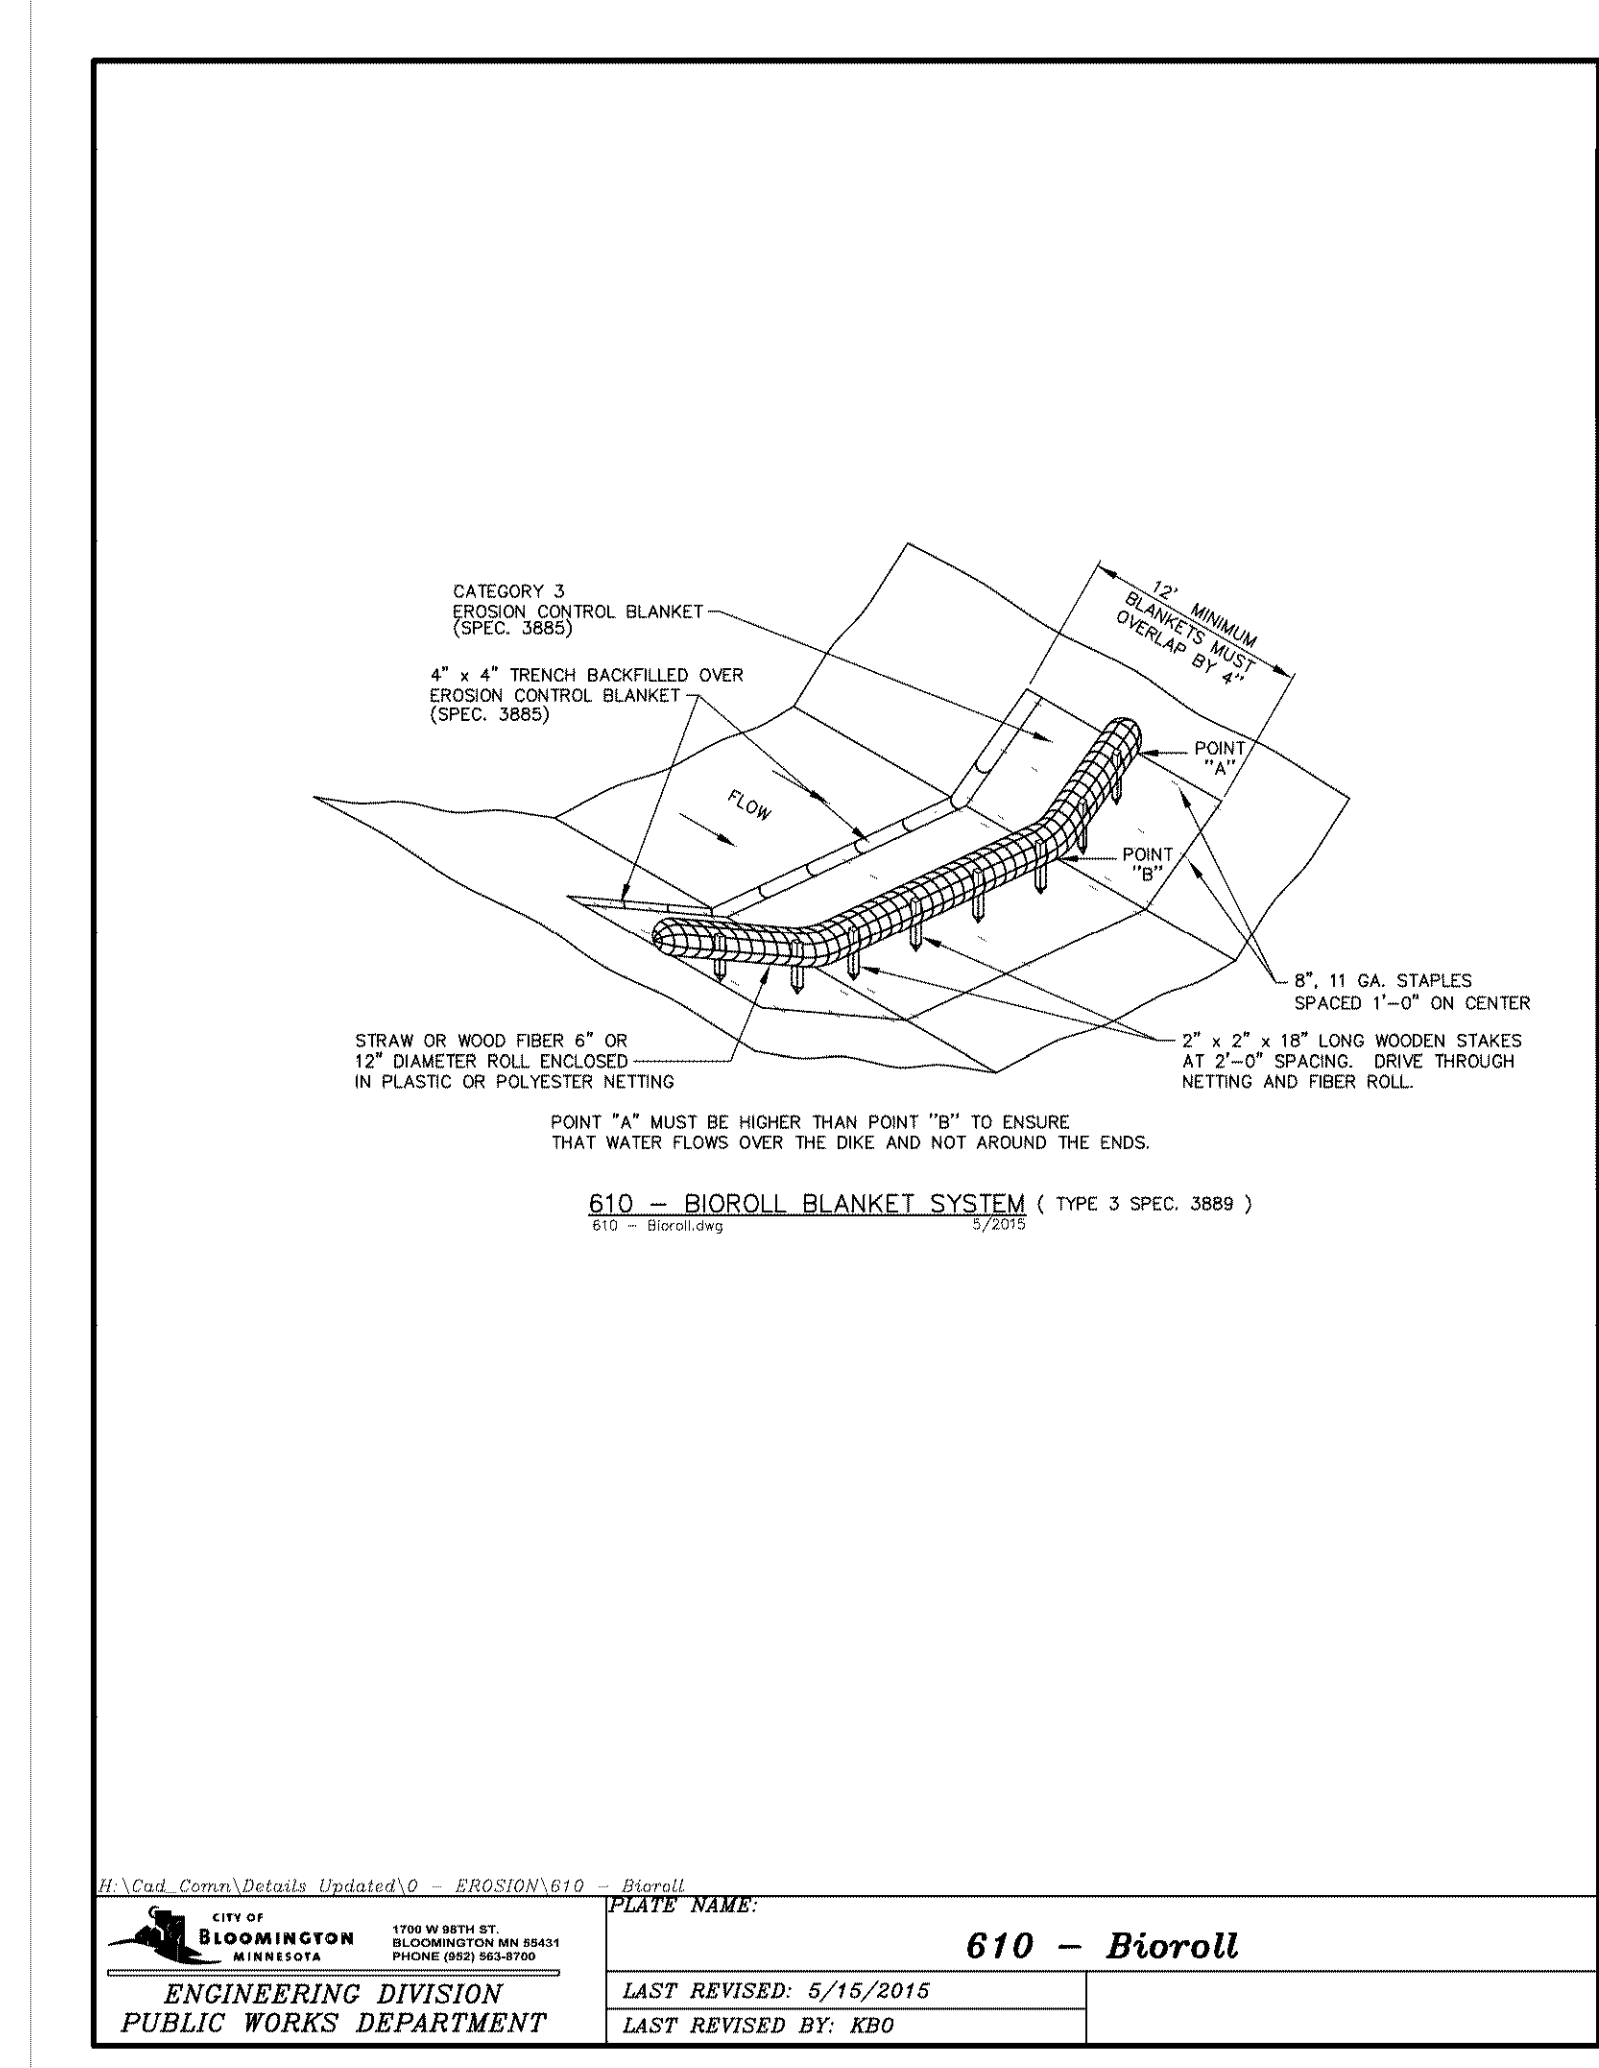 CATEGORY 3
EROSION CONTROL BLANKET
(SPEC. 3885)
12' MINIMUM
BLANKETS MUST
OVERLAP BY 4"
4" x 4" TRENCH BACKFILLED OVER
EROSION CONTROL BLANKET
(SPEC. 3885)
POINT
"A"
FLOW
POINT
"B"
8", 11 GA. STAPLES
SPACED 1'-0" ON CENTER
STRAW OR WOOD FIBER 6" OR
12" DIAMETER ROLL ENCLOSED
IN PLASTIC OR POLYESTER NETTING
2" x 2" x 18" LONG WOODEN STAKES
AT 2'-0" SPACING. DRIVE THROUGH
NETTING AND FIBER ROLL.
POINT "A" MUST BE HIGHER THAN POINT "B" TO ENSURE
THAT WATER FLOWS OVER THE DIKE AND NOT AROUND THE ENDS.
610 - BIOROLL BLANKET SYSTEM ( TYPE 3 SPEC. 3889 )
610 - Bioroll.dwg 5/2015
H:\Cad_Comn\Details Updated\0 - EROSION\610 - Bioroll
CITY OF
BLOOMINGTON
MINNESOTA
1700 W 98TH ST.
BLOOMINGTON MN 55431
PHONE (952) 563-8700
ENGINEERING DIVISION
PUBLIC WORKS DEPARTMENT
PLATE NAME:
610 - Bioroll
LAST REVISED: 5/15/2015
LAST REVISED BY: KBO